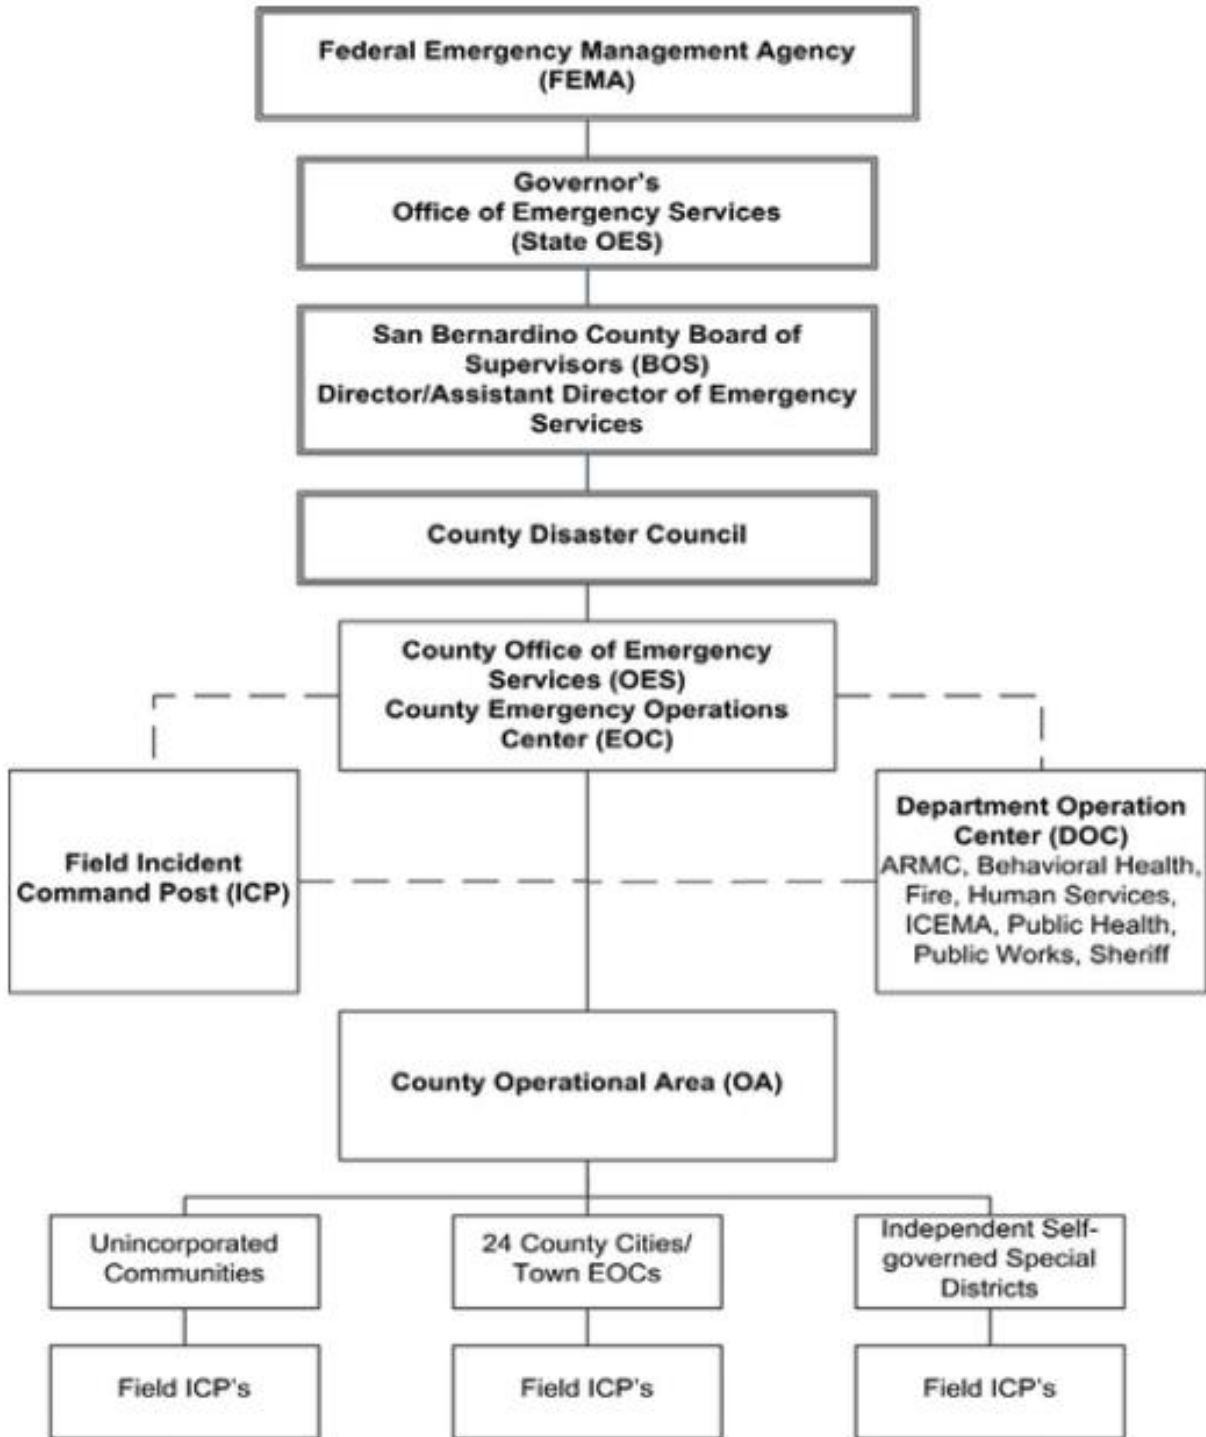 Federal Emergency Management Agency
(FEMA)
Governor's
Office of Emergency Services
(State OES)
San Bernardino County Board of
Supervisors (BOS)
Director/Assistant Director of Emergency
Services
County Disaster Council
County Office of Emergency
Services (OES)
County Emergency Operations
Center (EOC)
Field Incident
Command Post (ICP)
Department Operation
Center (DOC)
ARMC, Behavioral Health,
Fire, Human Services,
ICEMA, Public Health,
Public Works, Sheriff
County Operational Area (OA)
Unincorporated
Communities
24 County Cities/
Town EOCs
Independent Self-
governed Special
Districts
Field ICP's
Field ICP's
Field ICP's